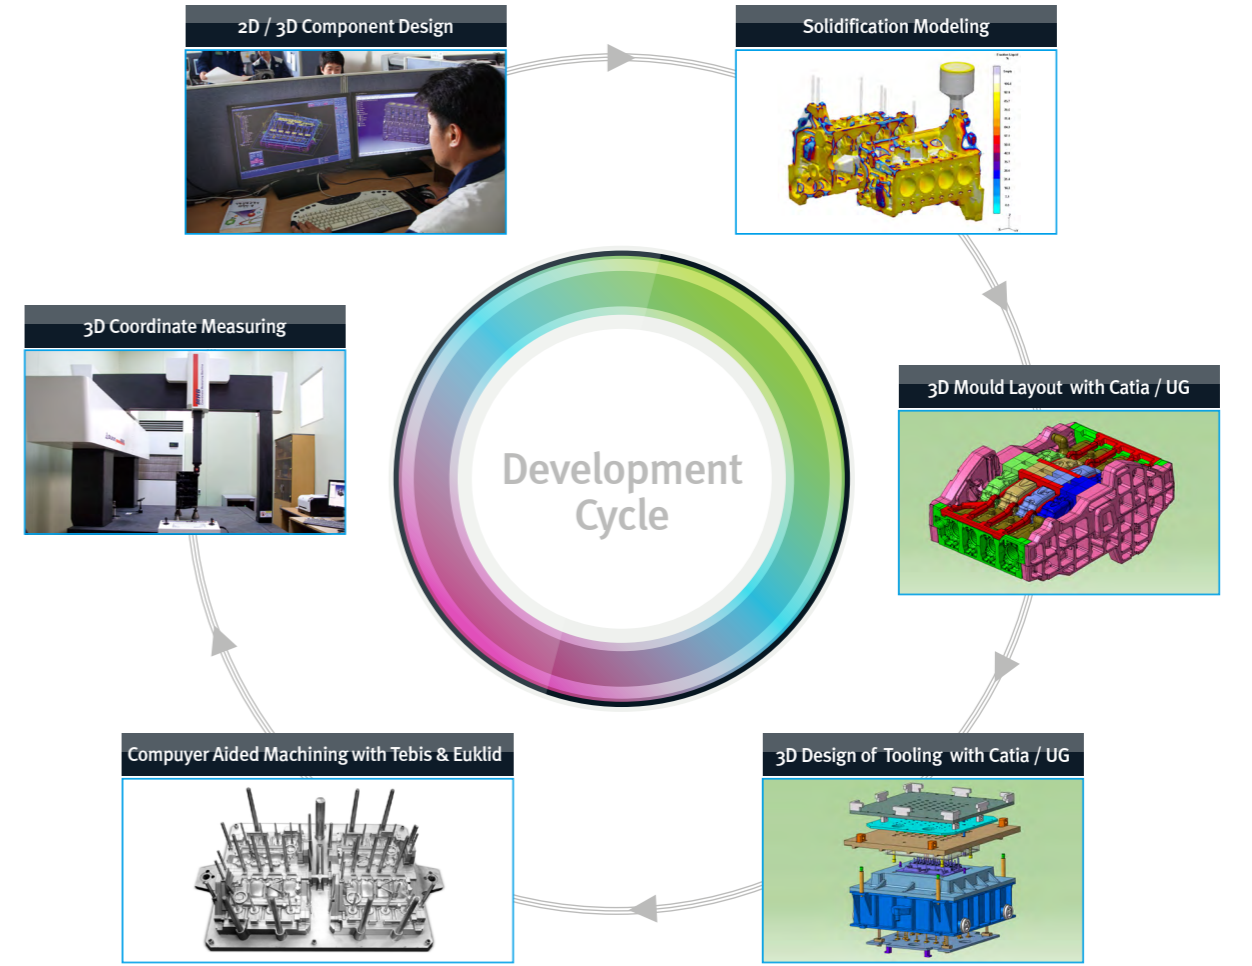 2D / 3D Component Design
Solidification Modeling
3D Coordinate Measuring
3D Mould Layout with Catia / UG
Development
Cycle
Compuyer Aided Machining with Tebis & Euklid
3D Design of Tooling with Catia / UG